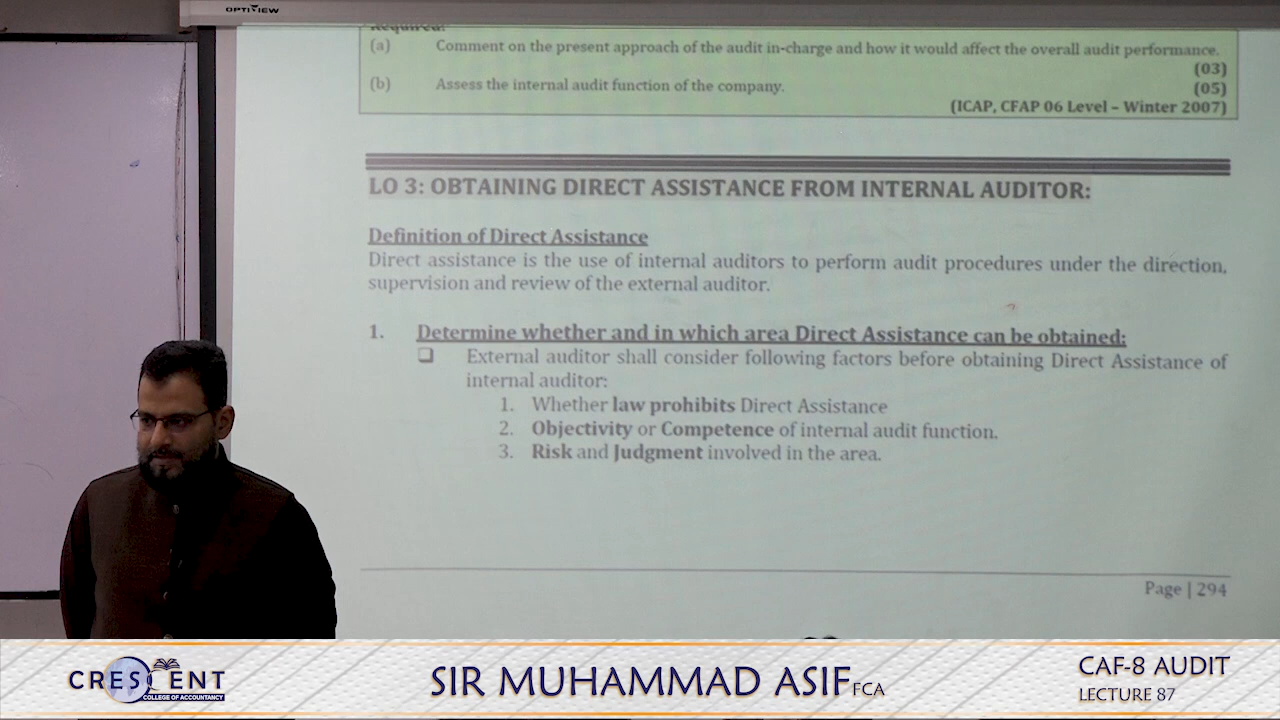 OPTIVIEW
Required:
(a) Comment on the present approach of the audit in-charge and how it would affect the overall audit performance.
(03)
(b) Assess the internal audit function of the company.
(05)
(ICAP, CFAP 06 Level – Winter 2007)
LO 3: OBTAINING DIRECT ASSISTANCE FROM INTERNAL AUDITOR:
Definition of Direct Assistance
Direct assistance is the use of internal auditors to perform audit procedures under the direction,
supervision and review of the external auditor.
1. Determine whether and in which area Direct Assistance can be obtained:
❑ External auditor shall consider following factors before obtaining Direct Assistance of
internal auditor:
1. Whether law prohibits Direct Assistance
2. Objectivity or Competence of internal audit function.
3. Risk and Judgment involved in the area.
Page | 294
CRESCENT
COLLEGE OF ACCOUNTANCY
SIR MUHAMMAD ASIF FCA
CAF-8 AUDIT
LECTURE 87